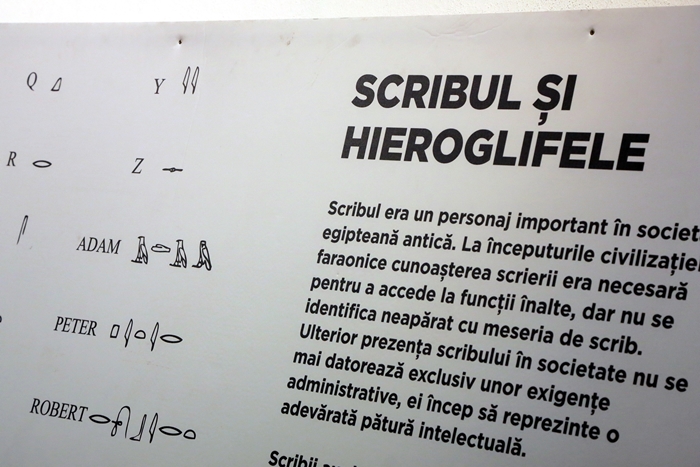 Q
Y
R
Z
ADAM
PETER
ROBERT
SCRIBUL ȘI
HIEROGLIFELE
Scribul era un personaj important în societ
egipteană antică. La începuturile civilizație
faraonice cunoașterea scrierii era necesară
pentru a accede la funcții înalte, dar nu se
identifica neapărat cu meseria de scrib.
Ulterior prezența scribului în societate nu se
mai datorează exclusiv unor exigențe
administrative, ei încep să reprezinte o
adevărată pătură intelectuală.
Scribii